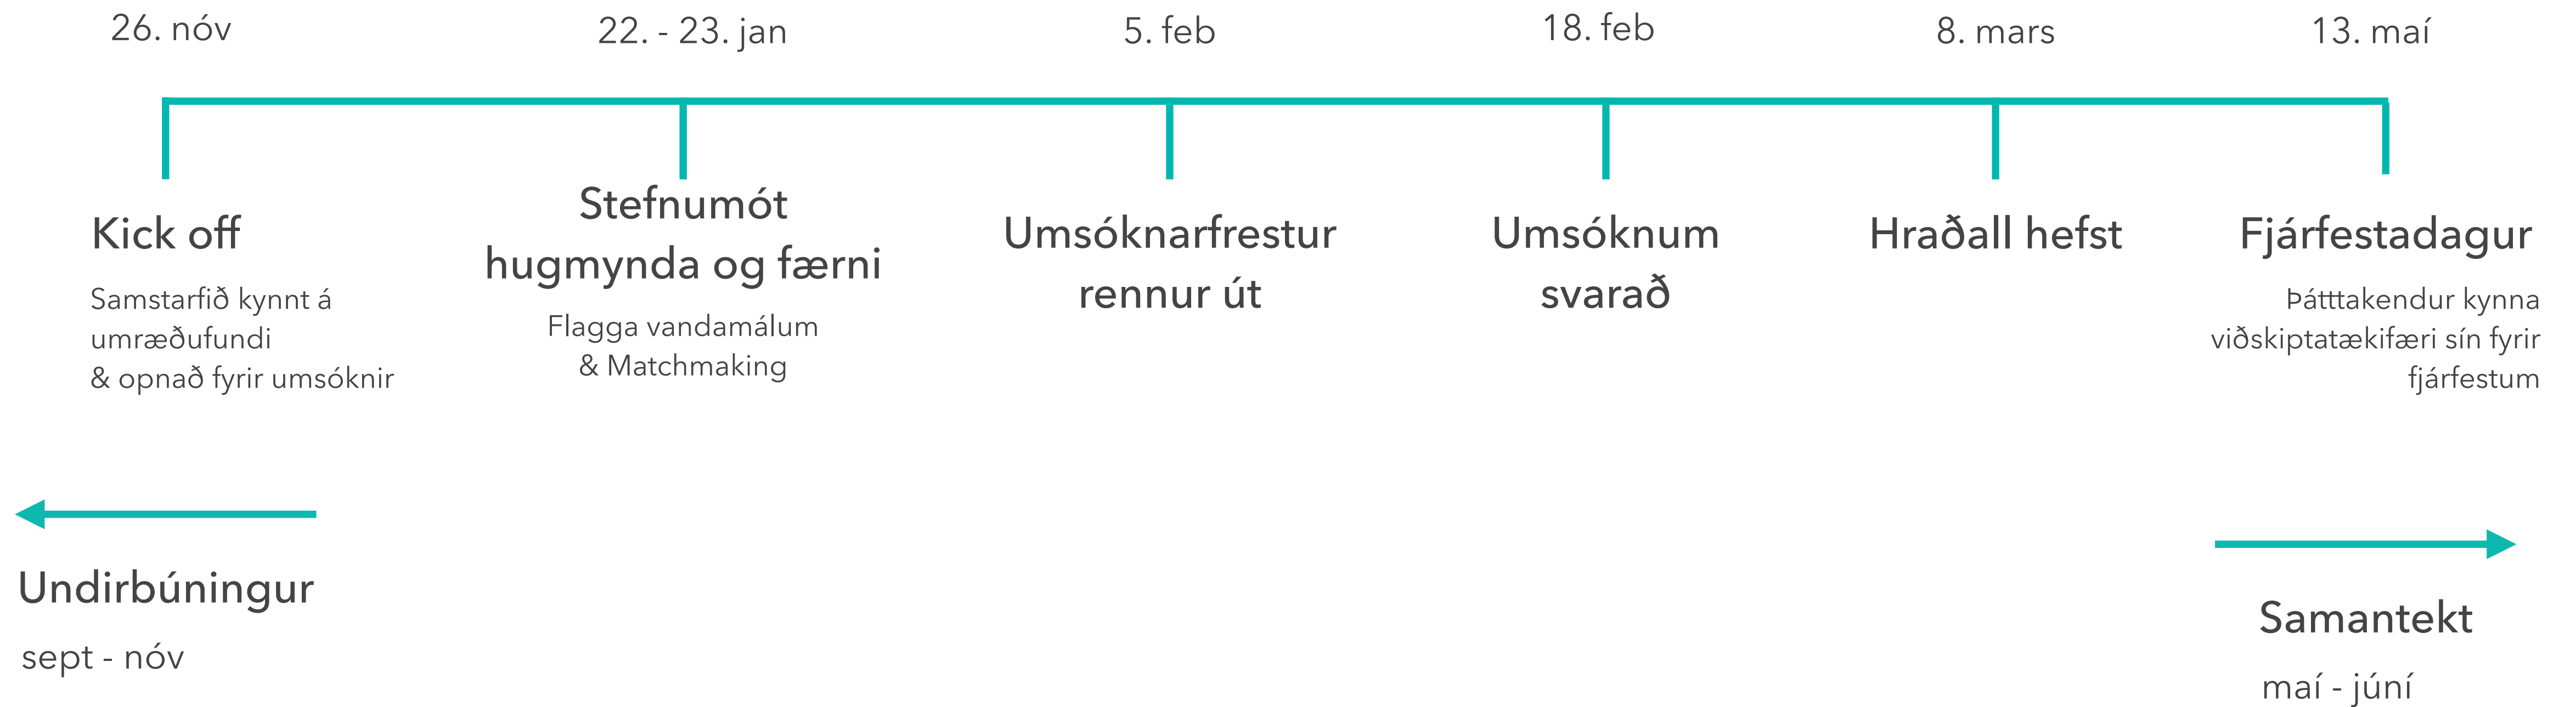 26. nóv
22. - 23. jan
5. feb
18. feb
8. mars
13. maí
Kick off
Samstarfið kynnt á
umræðufundi
& opnað fyrir umsóknir
Stefnumót
hugmynda og færni
Flagga vandamálum
& Matchmaking
Umsóknarfrestur
rennur út
Umsóknum
svarað
Hraðall hefst
Fjárfestadagur
Þátttakendur kynna
viðskiptatækifæri sín fyrir
fjárfestum
Undirbúningur
sept - nóv
Samantekt
maí - júní